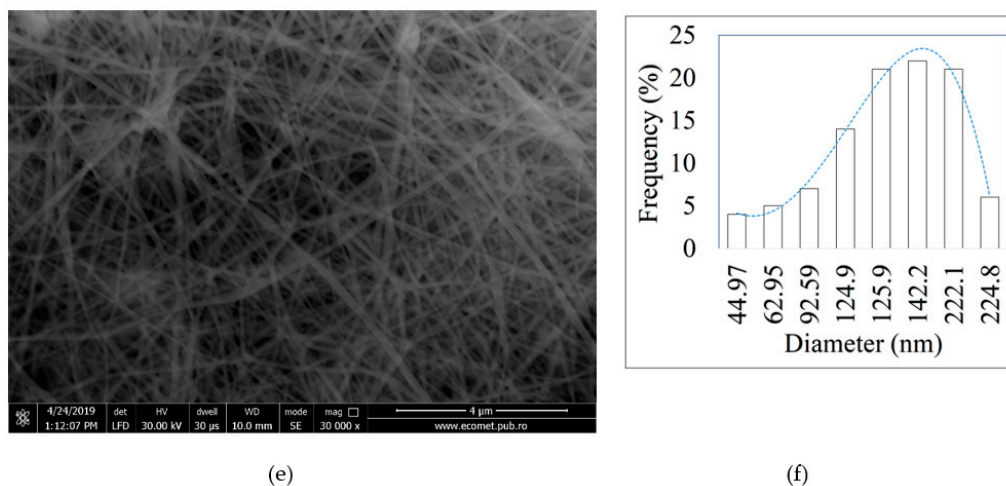 4/24/2019
1:12:07 PM
det
LFD
HV
30.00 kV
dwell
30 µs
WD
10.0 mm
mode
SE
mag
30 000 x
4 µm
www.ecomet.pub.ro
(e)
Frequency (%)
25
20
15
10
5
0
44.97
62.95
92.59
124.9
125.9
142.2
222.1
224.8
Diameter (nm)
(f)